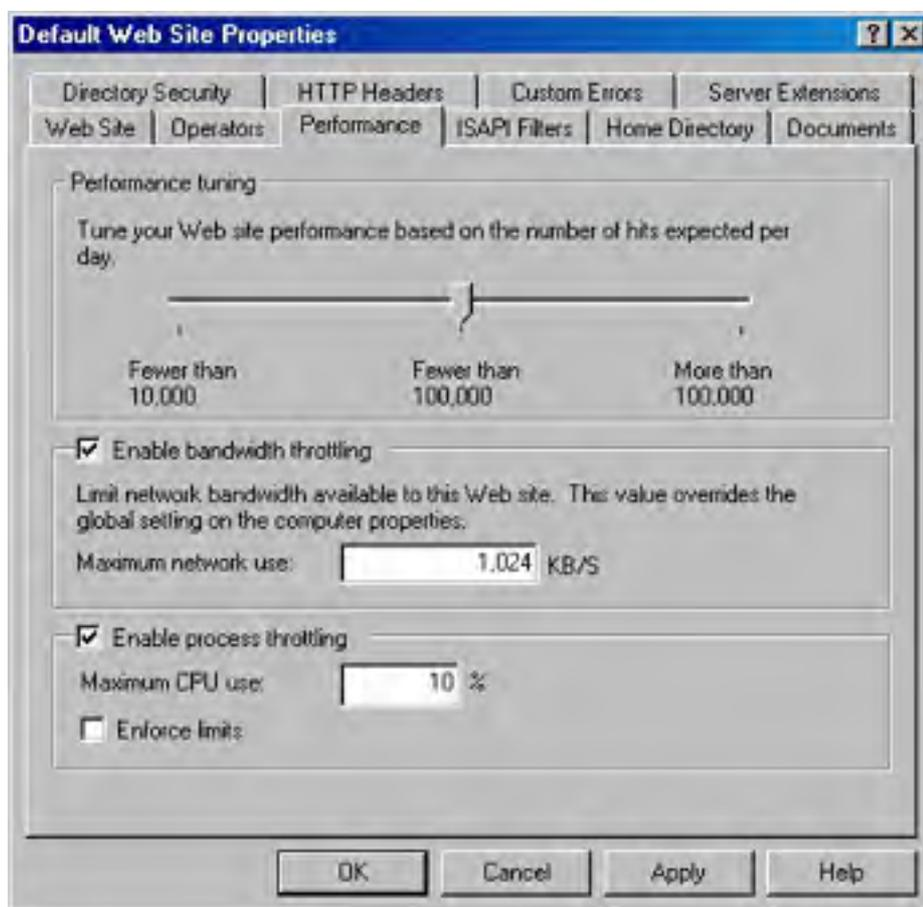 Default Web Site Properties
Directory Security HTTP Headers Custom Errors Server Extensions
Web Site Operators Performance ISAPI Filters Home Directory Documents
Performance tuning
Tune your Web site performance based on the number of hits expected per
day.
Fewer than Fewer than More than
10,000 100,000 100,000
Enable bandwidth throttling
Limit network bandwidth available to this Web site. This value overrides the
global setting on the computer properties.
Maximum network use: 1,024 KB/S
Enable process throttling
Maximum CPU use: 10 %
Enforce limits
OK Cancel Apply Help